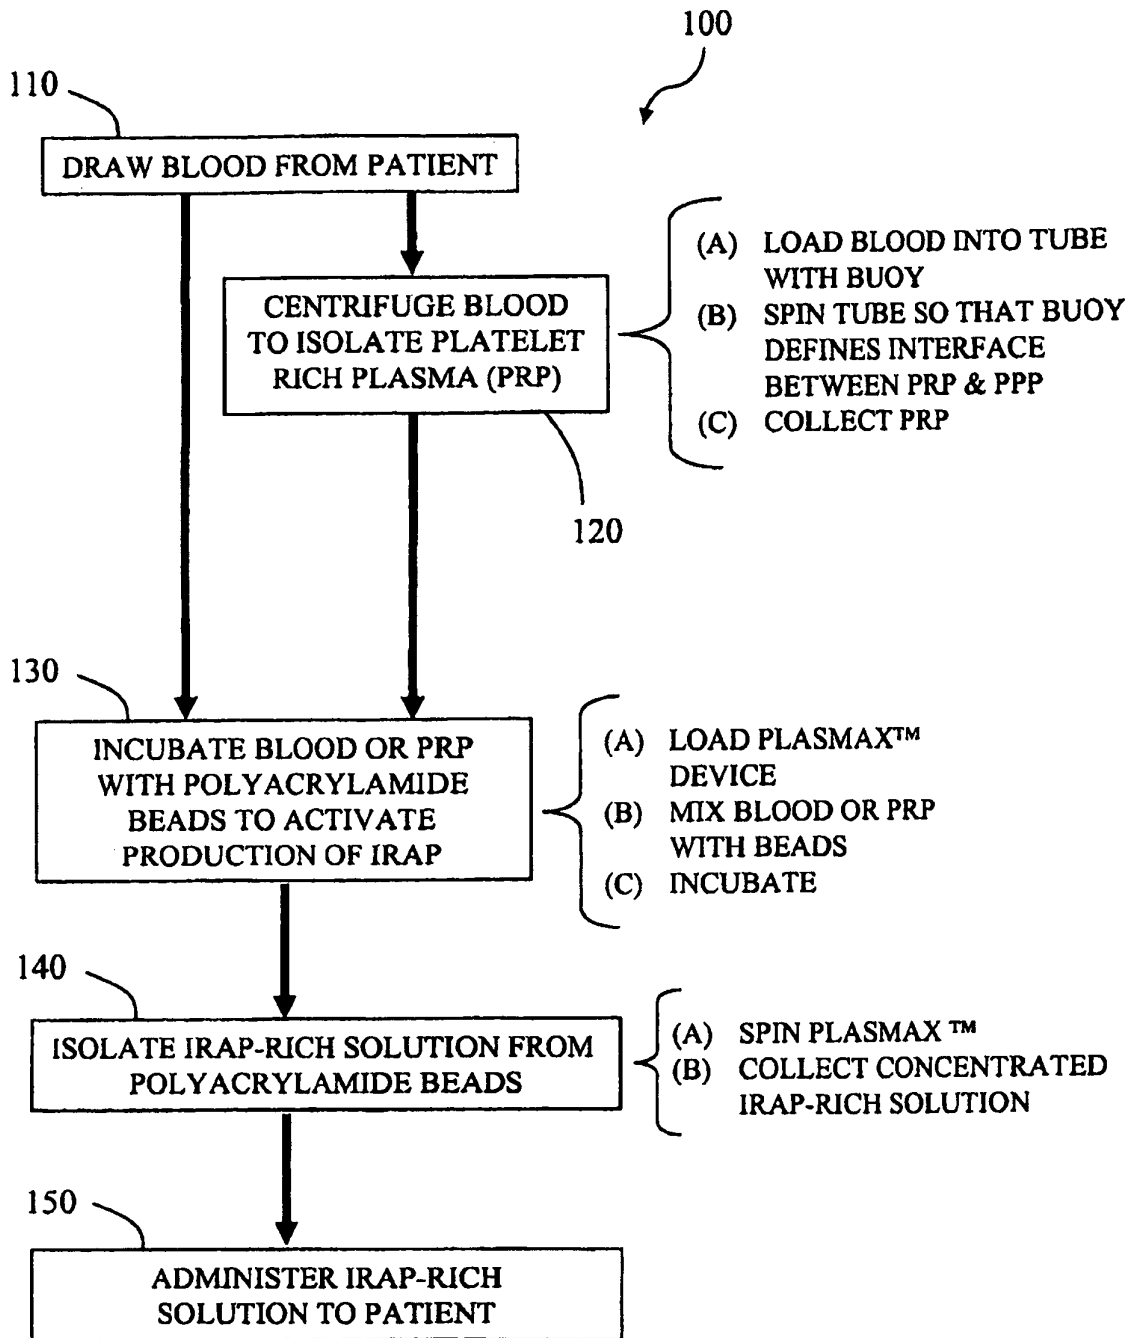 100
110
DRAW BLOOD FROM PATIENT
CENTRIFUGE BLOOD
TO ISOLATE PLATELET
RICH PLASMA (PRP)
(A) LOAD BLOOD INTO TUBE
WITH BUOY
(B) SPIN TUBE SO THAT BUOY
DEFINES INTERFACE
BETWEEN PRP & PPP
(C) COLLECT PRP
120
130
INCUBATE BLOOD OR PRP
WITH POLYACRYLAMIDE
BEADS TO ACTIVATE
PRODUCTION OF IRAP
(A) LOAD PLASMAX™
DEVICE
(B) MIX BLOOD OR PRP
WITH BEADS
(C) INCUBATE
140
ISOLATE IRAP-RICH SOLUTION FROM
POLYACRYLAMIDE BEADS
(A) SPIN PLASMAX ™
(B) COLLECT CONCENTRATED
IRAP-RICH SOLUTION
150
ADMINISTER IRAP-RICH
SOLUTION TO PATIENT